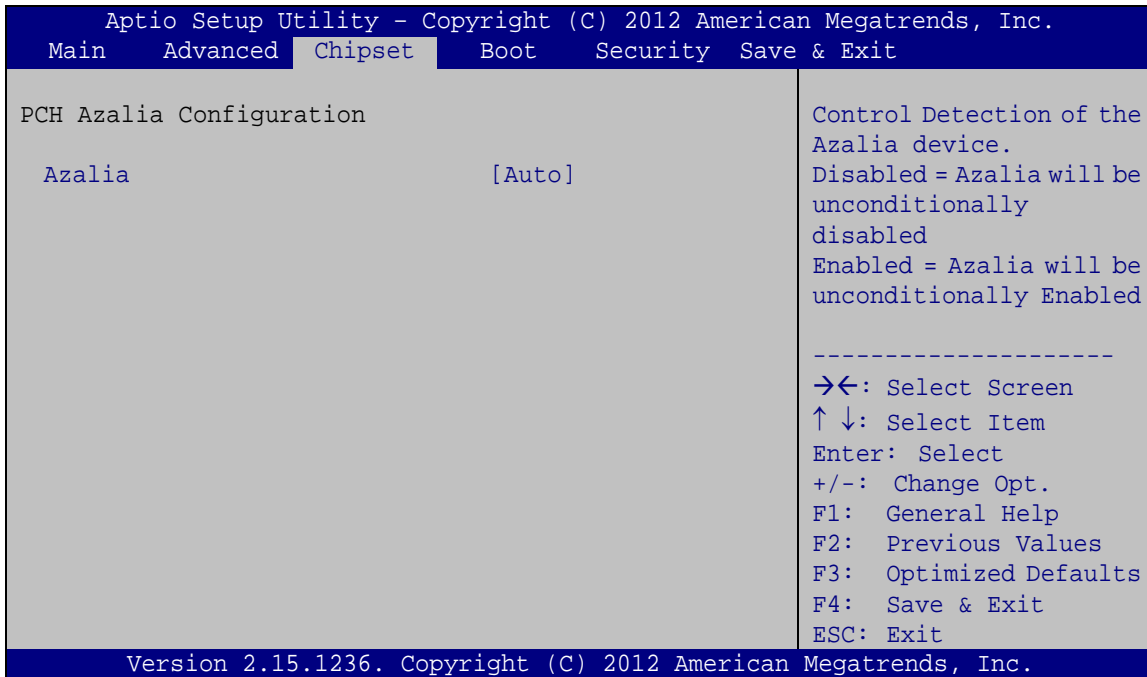 Aptio Setup Utility – Copyright (C) 2012 American Megatrends, Inc.
Main Advanced Chipset Boot Security Save & Exit
PCH Azalia Configuration
Azalia [Auto]
Control Detection of the
Azalia device.
Disabled = Azalia will be
unconditionally
disabled
Enabled = Azalia will be
unconditionally Enabled
---------------------
→←: Select Screen
↑ ↓: Select Item
Enter: Select
+/-: Change Opt.
F1: General Help
F2: Previous Values
F3: Optimized Defaults
F4: Save & Exit
ESC: Exit
Version 2.15.1236. Copyright (C) 2012 American Megatrends, Inc.